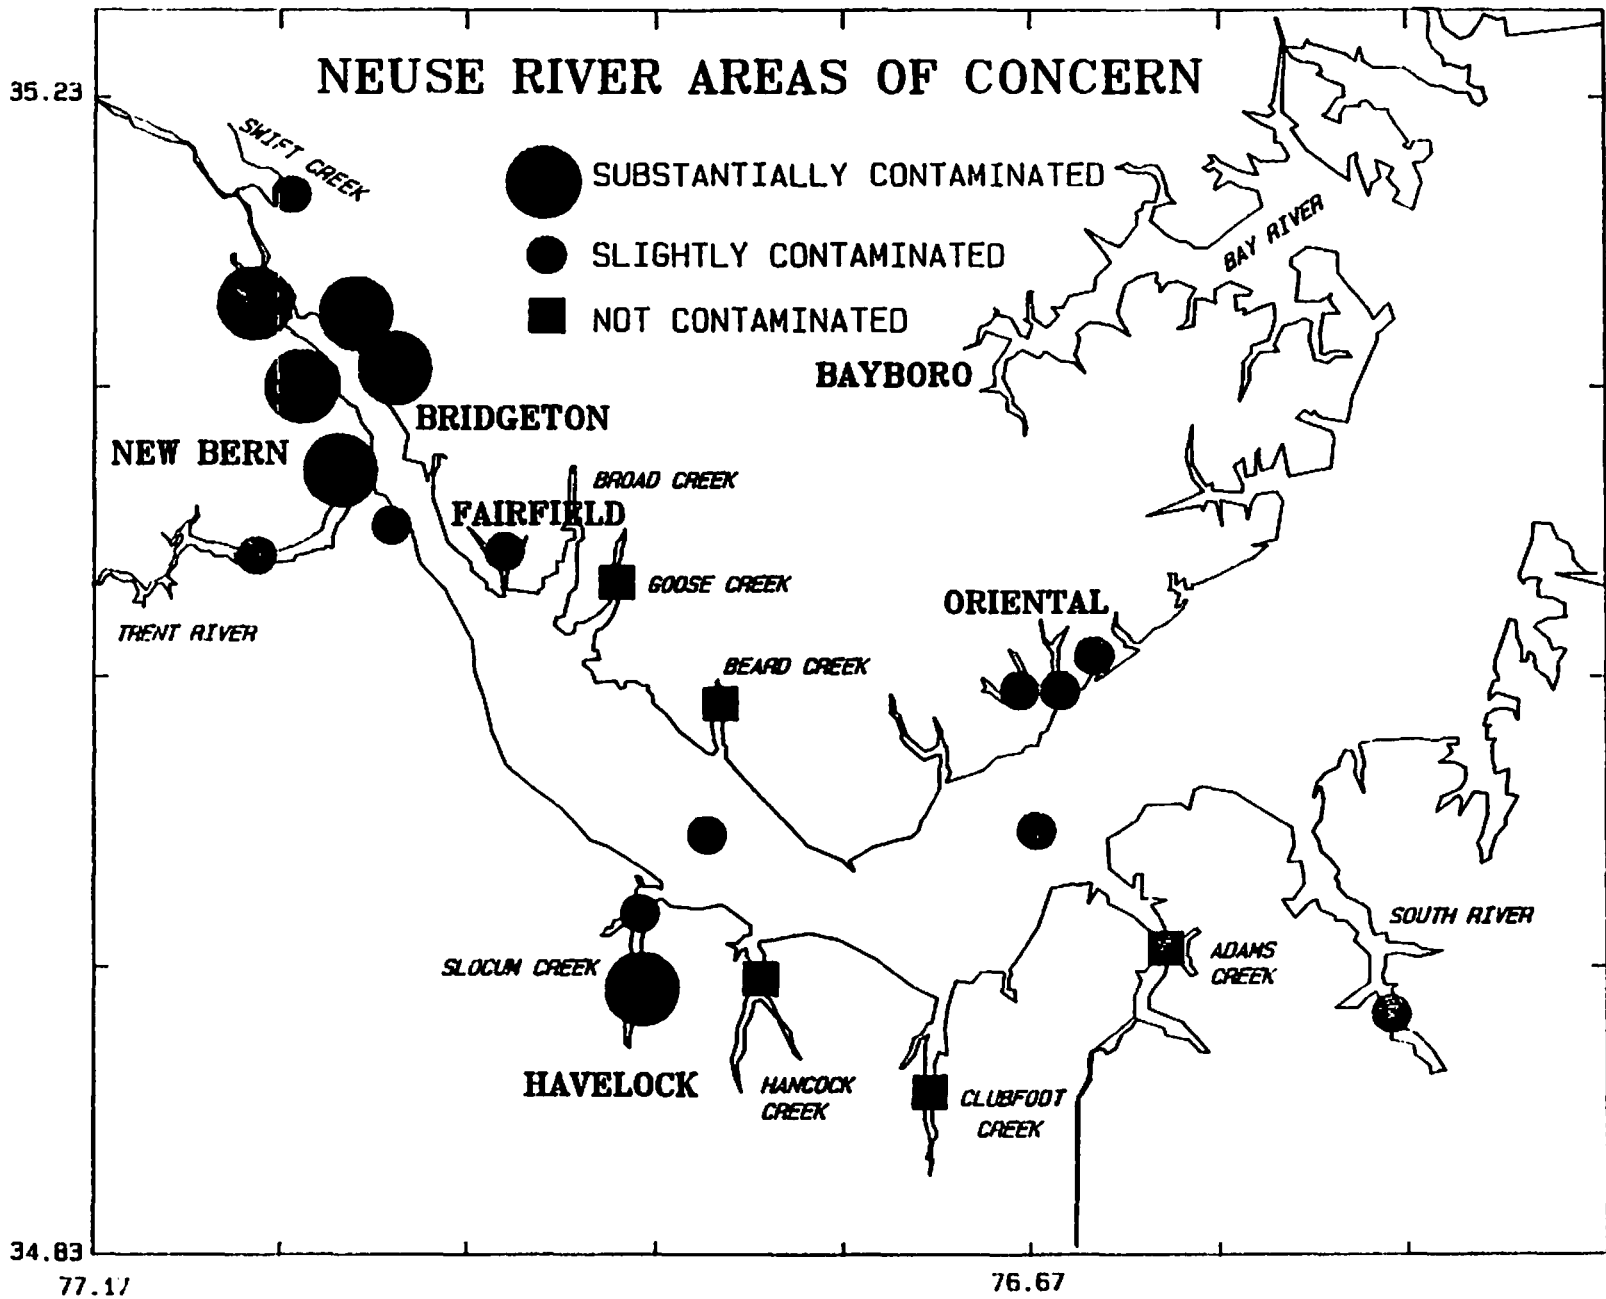 NEUSE RIVER AREAS OF CONCERN
35.23
SWIFT CREEK
SUBSTANTIALLY CONTAMINATED
SLIGHTLY CONTAMINATED
NOT CONTAMINATED
BAY RIVER
BAYBORO
BRIDGETON
NEW BERN
BROAD CREEK
FAIRFIELD
GOOSE CREEK
ORIENTAL
TRENT RIVER
BEARD CREEK
SOUTH RIVER
SLOCUM CREEK
ADAMS
CREEK
HAVELOCK
HANCOCK
CREEK
CLUBFOOT
CREEK
34.83
77.17
76.67